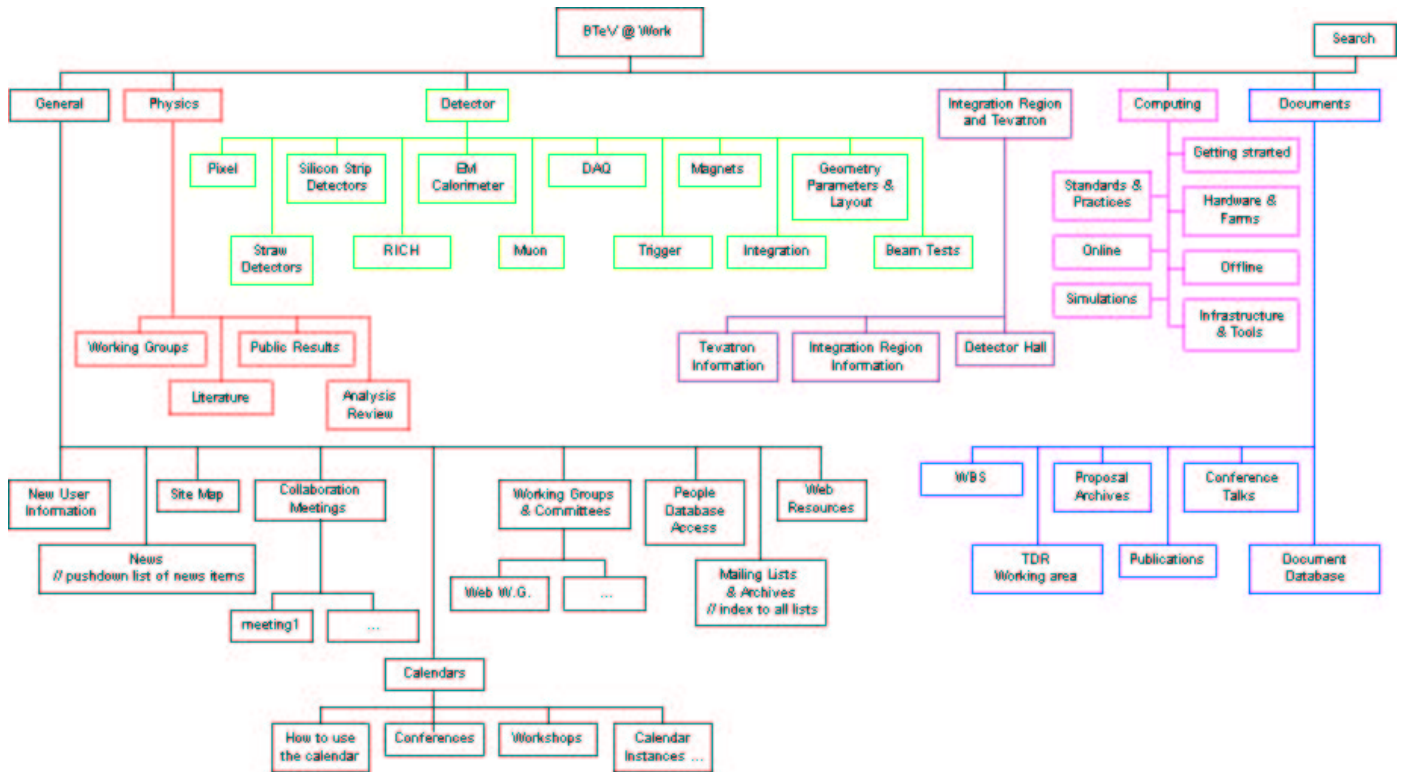 BTeV @ Work
Search
General
Physics
Detector
Integration Region
and Tevatron
Computing
Documents
Pixel
Silicon Strip
Detectors
EM
Calorimeter
DAQ
Magnets
Geometry
Parameters &
Layout
Straw
Detectors
RICH
Muon
Trigger
Integration
Beam Tests
Getting strarted
Standards &
Practices
Hardware &
Farms
Online
Offline
Simulations
Infrastructure
& Tools
Working Groups
Public Results
Literature
Analysis
Review
Tevatron
Information
Integration Region
Information
Detector Hall
New User
Information
Site Map
Collaboration
Meetings
Working Groups
& Committees
People
Database
Access
Web
Resources
News
// pushdown list of news items
Web W.G.
...
Mailing Lists
& Archives
// index to all lists
meeting1
...
Calendars
How to use
the calendar
Conferences
Workshops
Calendar
Instances ...
WBS
Proposal
Archives
Conference
Talks
TDR
Working area
Publications
Document
Database